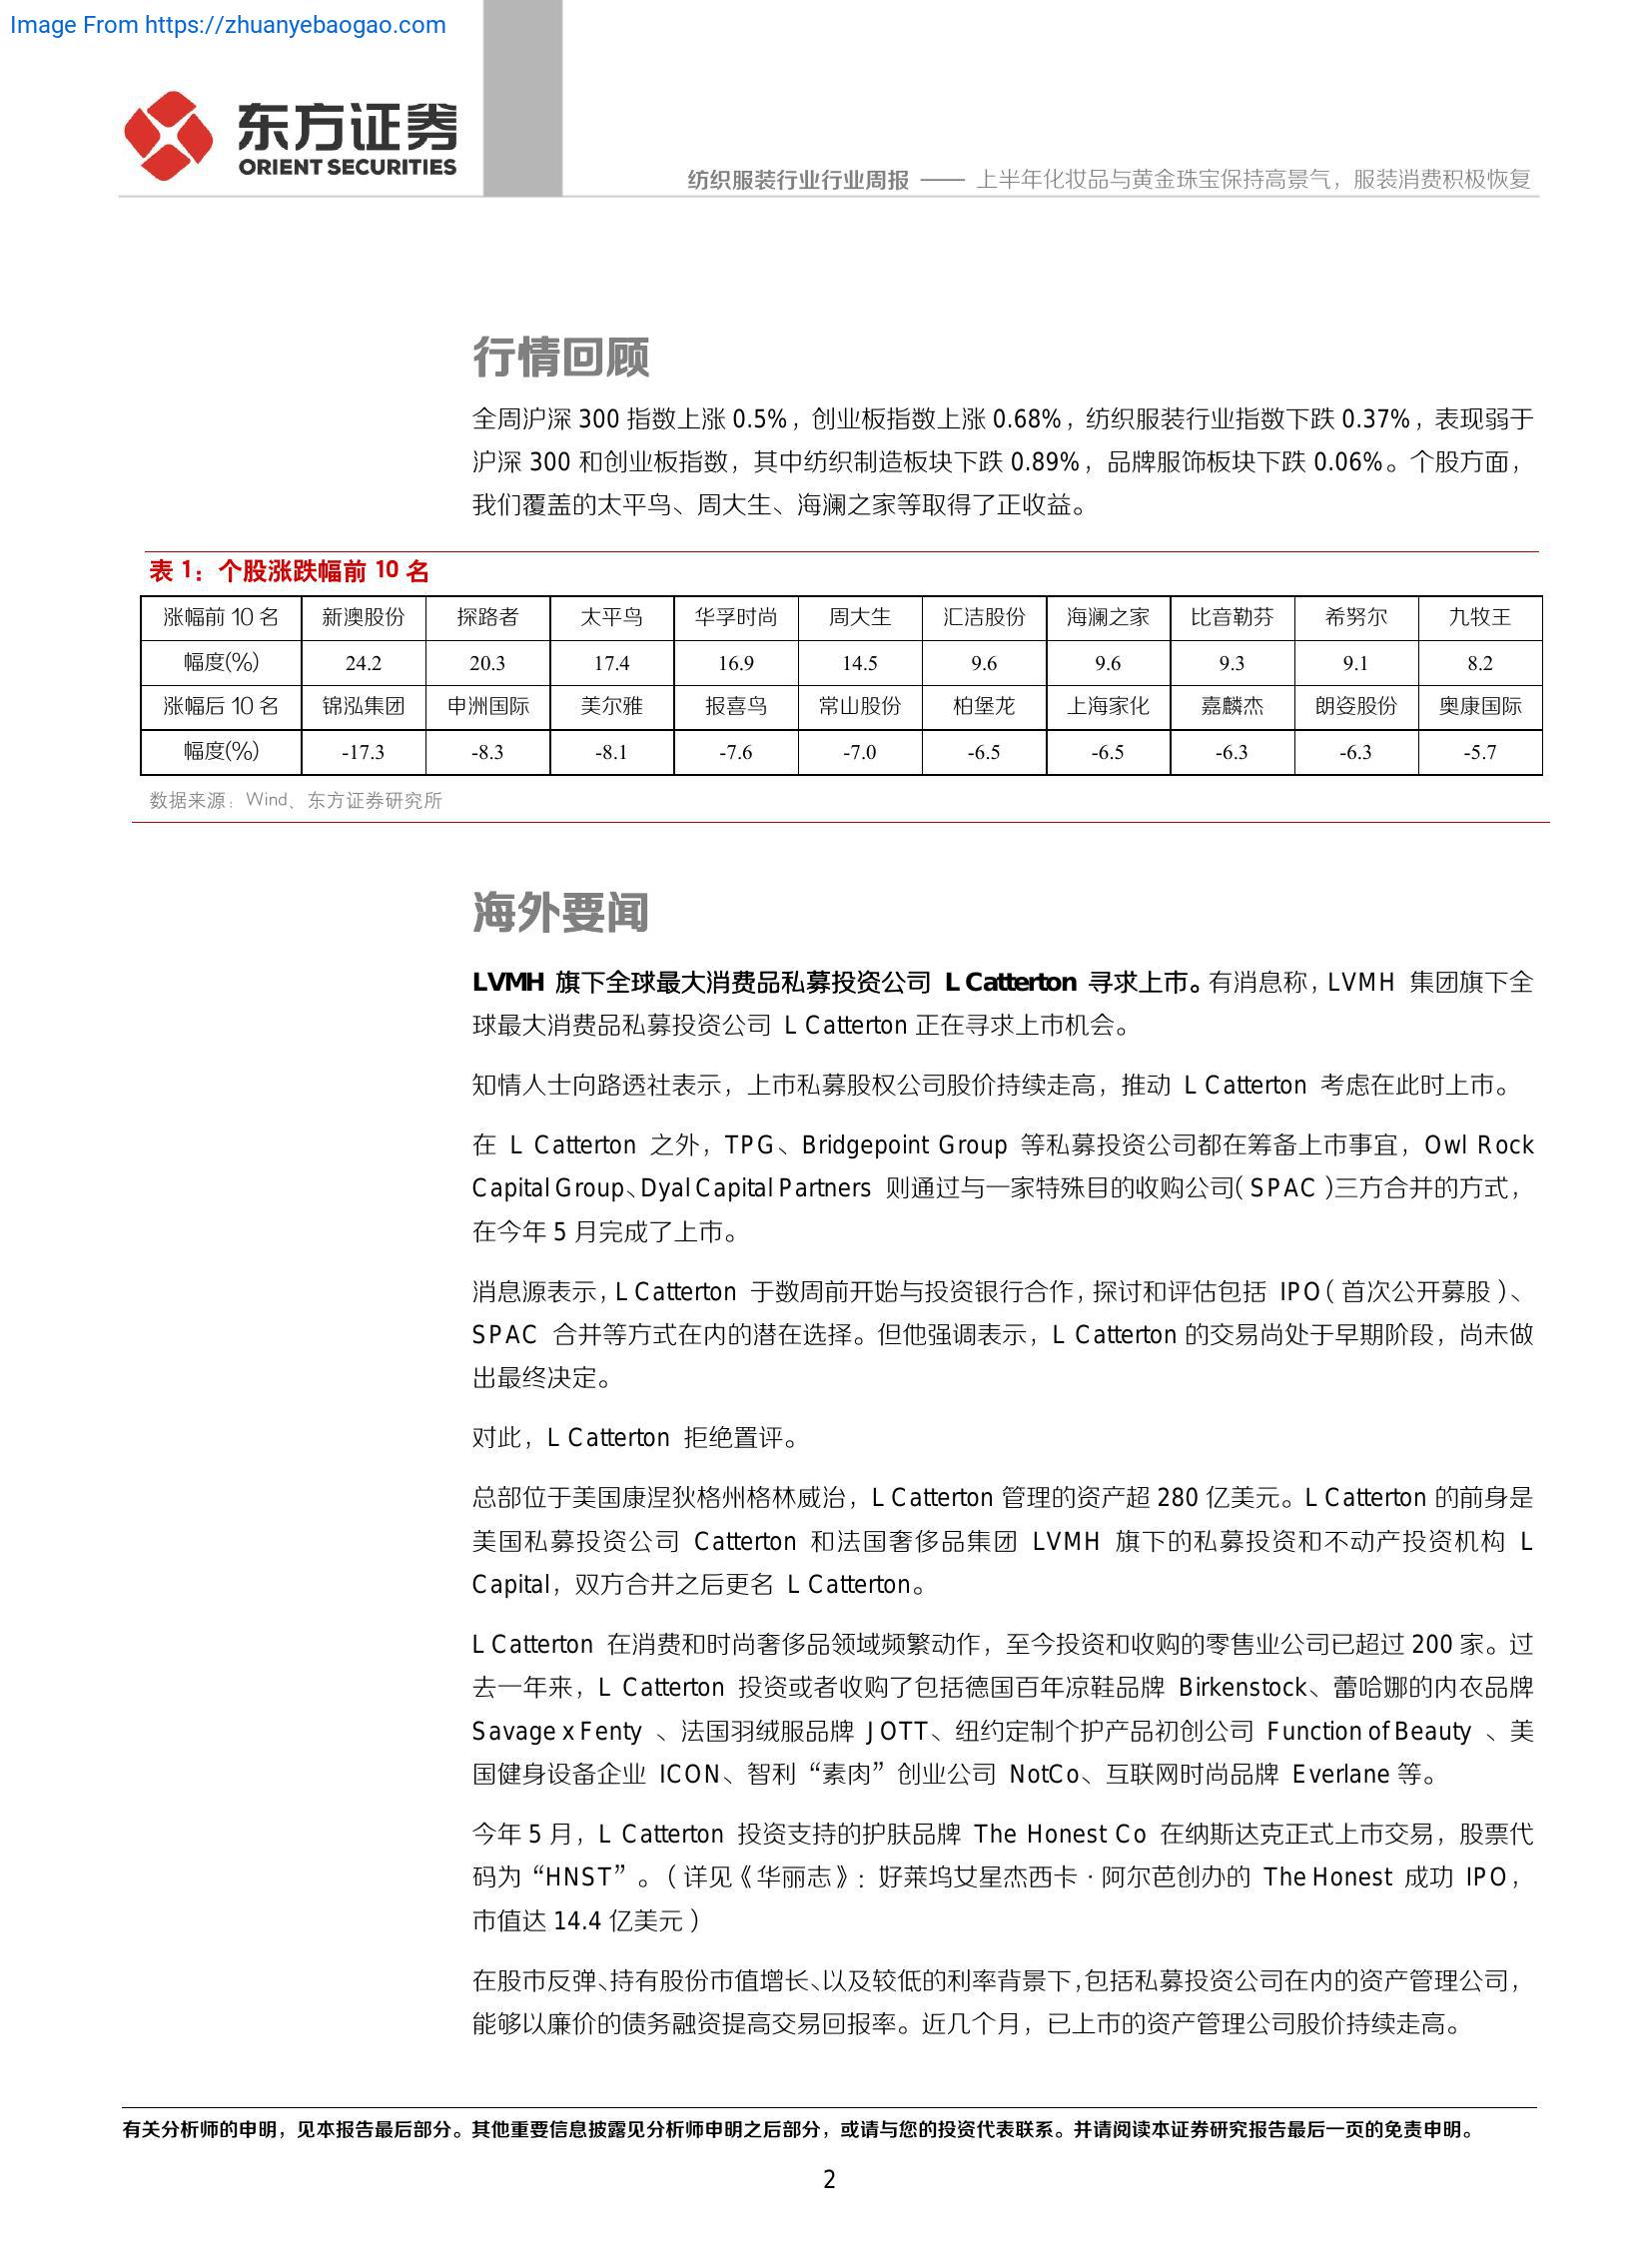 Image From https://zhuanyebaogao.com
东方证券
ORIENT SECURITIES
纺织服装行业行业周报 —— 上半年化妆品与黄金珠宝保持高景气，服装消费积极恢复
行情回顾
全周沪深 300 指数上涨 0.5%，创业板指数上涨 0.68%，纺织服装行业指数下跌 0.37%，表现弱于
沪深 300 和创业板指数，其中纺织制造板块下跌 0.89%，品牌服饰板块下跌 0.06%。个股方面，
我们覆盖的太平鸟、周大生、海澜之家等取得了正收益。
表 1：个股涨跌幅前 10 名
涨幅前 10 名 新澳股份 探路者 太平鸟 华孚时尚 周大生 汇洁股份 海澜之家 比音勒芬 希努尔 九牧王
幅度(%) 24.2 20.3 17.4 16.9 14.5 9.6 9.6 9.3 9.1 8.2
涨幅后 10 名 锦泓集团 申洲国际 美尔雅 报喜鸟 常山股份 柏堡龙 上海家化 嘉麟杰 朗姿股份 奥康国际
幅度(%) -17.3 -8.3 -8.1 -7.6 -7.0 -6.5 -6.5 -6.3 -6.3 -5.7
数据来源：Wind、东方证券研究所
海外要闻
LVMH 旗下全球最大消费品私募投资公司 L Catterton 寻求上市。有消息称，LVMH 集团旗下全
球最大消费品私募投资公司 L Catterton 正在寻求上市机会。
知情人士向路透社表示，上市私募股权公司股价持续走高，推动 L Catterton 考虑在此时上市。
在 L Catterton 之外，TPG、Bridgepoint Group 等私募投资公司都在筹备上市事宜，Owl Rock
Capital Group、Dyal Capital Partners 则通过与一家特殊目的收购公司（SPAC）三方合并的方式，
在今年 5 月完成了上市。
消息源表示，L Catterton 于数周前开始与投资银行合作，探讨和评估包括 IPO（首次公开募股）、
SPAC 合并等方式在内的潜在选择。但他强调表示，L Catterton 的交易尚处于早期阶段，尚未做
出最终决定。
对此，L Catterton 拒绝置评。
总部位于美国康涅狄格州格林威治，L Catterton 管理的资产超 280 亿美元。L Catterton 的前身是
美国私募投资公司 Catterton 和法国奢侈品集团 LVMH 旗下的私募投资和不动产投资机构 L
Capital，双方合并之后更名 L Catterton。
L Catterton 在消费和时尚奢侈品领域频繁动作，至今投资和收购的零售业公司已超过 200 家。过
去一年来，L Catterton 投资或者收购了包括德国百年凉鞋品牌 Birkenstock、蕾哈娜的内衣品牌
Savage x Fenty 、法国羽绒服品牌 JOTT、纽约定制个护产品初创公司 Function of Beauty 、美
国健身设备企业 ICON、智利“素肉”创业公司 NotCo、互联网时尚品牌 Everlane 等。
今年 5 月，L Catterton 投资支持的护肤品牌 The Honest Co 在纳斯达克正式上市交易，股票代
码为“HNST”。（详见《华丽志》：好莱坞女星杰西卡·阿尔芭创办的 The Honest 成功 IPO，
市值达 14.4 亿美元）
在股市反弹、持有股份市值增长、以及较低的利率背景下，包括私募投资公司在内的资产管理公司，
能够以廉价的债务融资提高交易回报率。近几个月，已上市的资产管理公司股价持续走高。
有关分析师的申明，见本报告最后部分。其他重要信息披露见分析师申明之后部分，或请与您的投资代表联系。并请阅读本证券研究报告最后一页的免责申明。
2